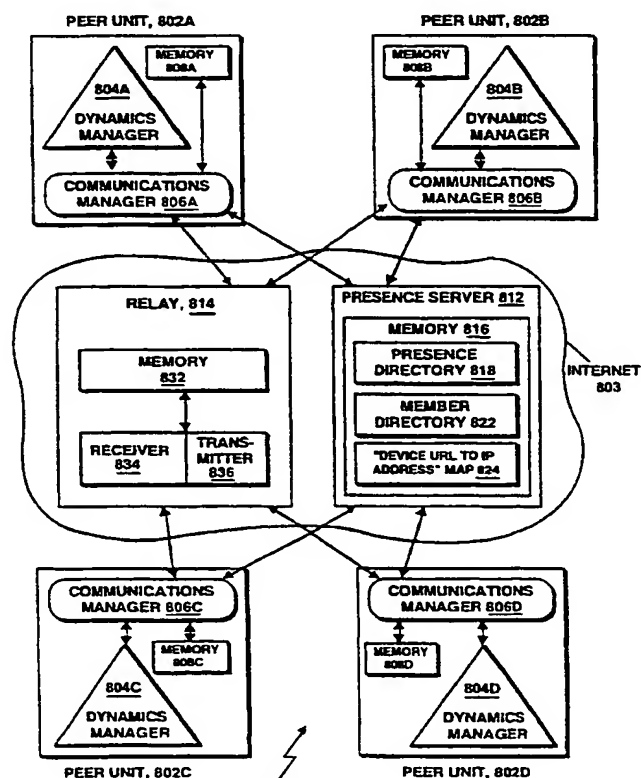 PEER UNIT, 802A
PEER UNIT, 802B
MEMORY
808A
804A
DYNAMICS
MANAGER
COMMUNICATIONS
MANAGER 806A
MEMORY
808B
804B
DYNAMICS
MANAGER
COMMUNICATIONS
MANAGER 806B
RELAY, 814
MEMORY
832
RECEIVER
834
TRANS-
MITTER
836
PRESENCE SERVER 812
MEMORY 816
PRESENCE
DIRECTORY 818
MEMBER
DIRECTORY 822
"DEVICE URL TO IP
ADDRESS" MAP 824
INTERNET
803
COMMUNICATIONS
MANAGER 806C
MEMORY
808C
804C
DYNAMICS
MANAGER
COMMUNICATIONS
MANAGER 806D
MEMORY
808D
804D
DYNAMICS
MANAGER
PEER UNIT, 802C
PEER UNIT, 802D